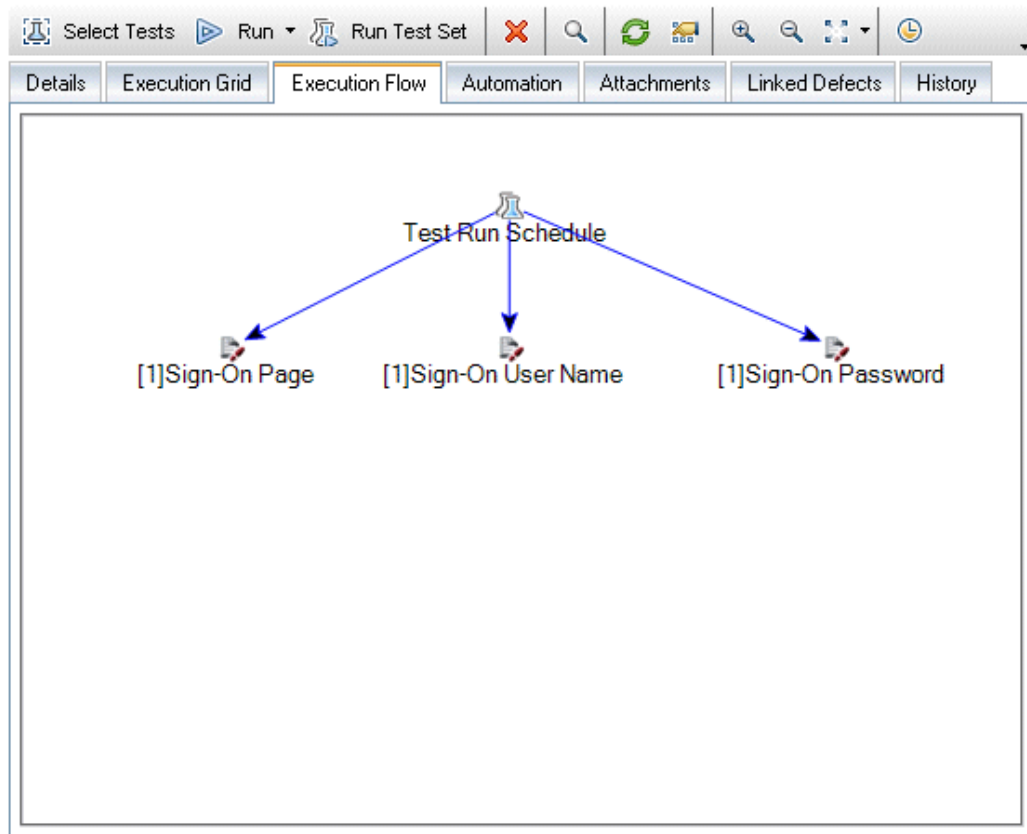 Select Tests Run Run Test Set
Details Execution Grid Execution Flow Automation Attachments Linked Defects History
Test Run Schedule
[1]Sign-On Page [1]Sign-On User Name [1]Sign-On Password